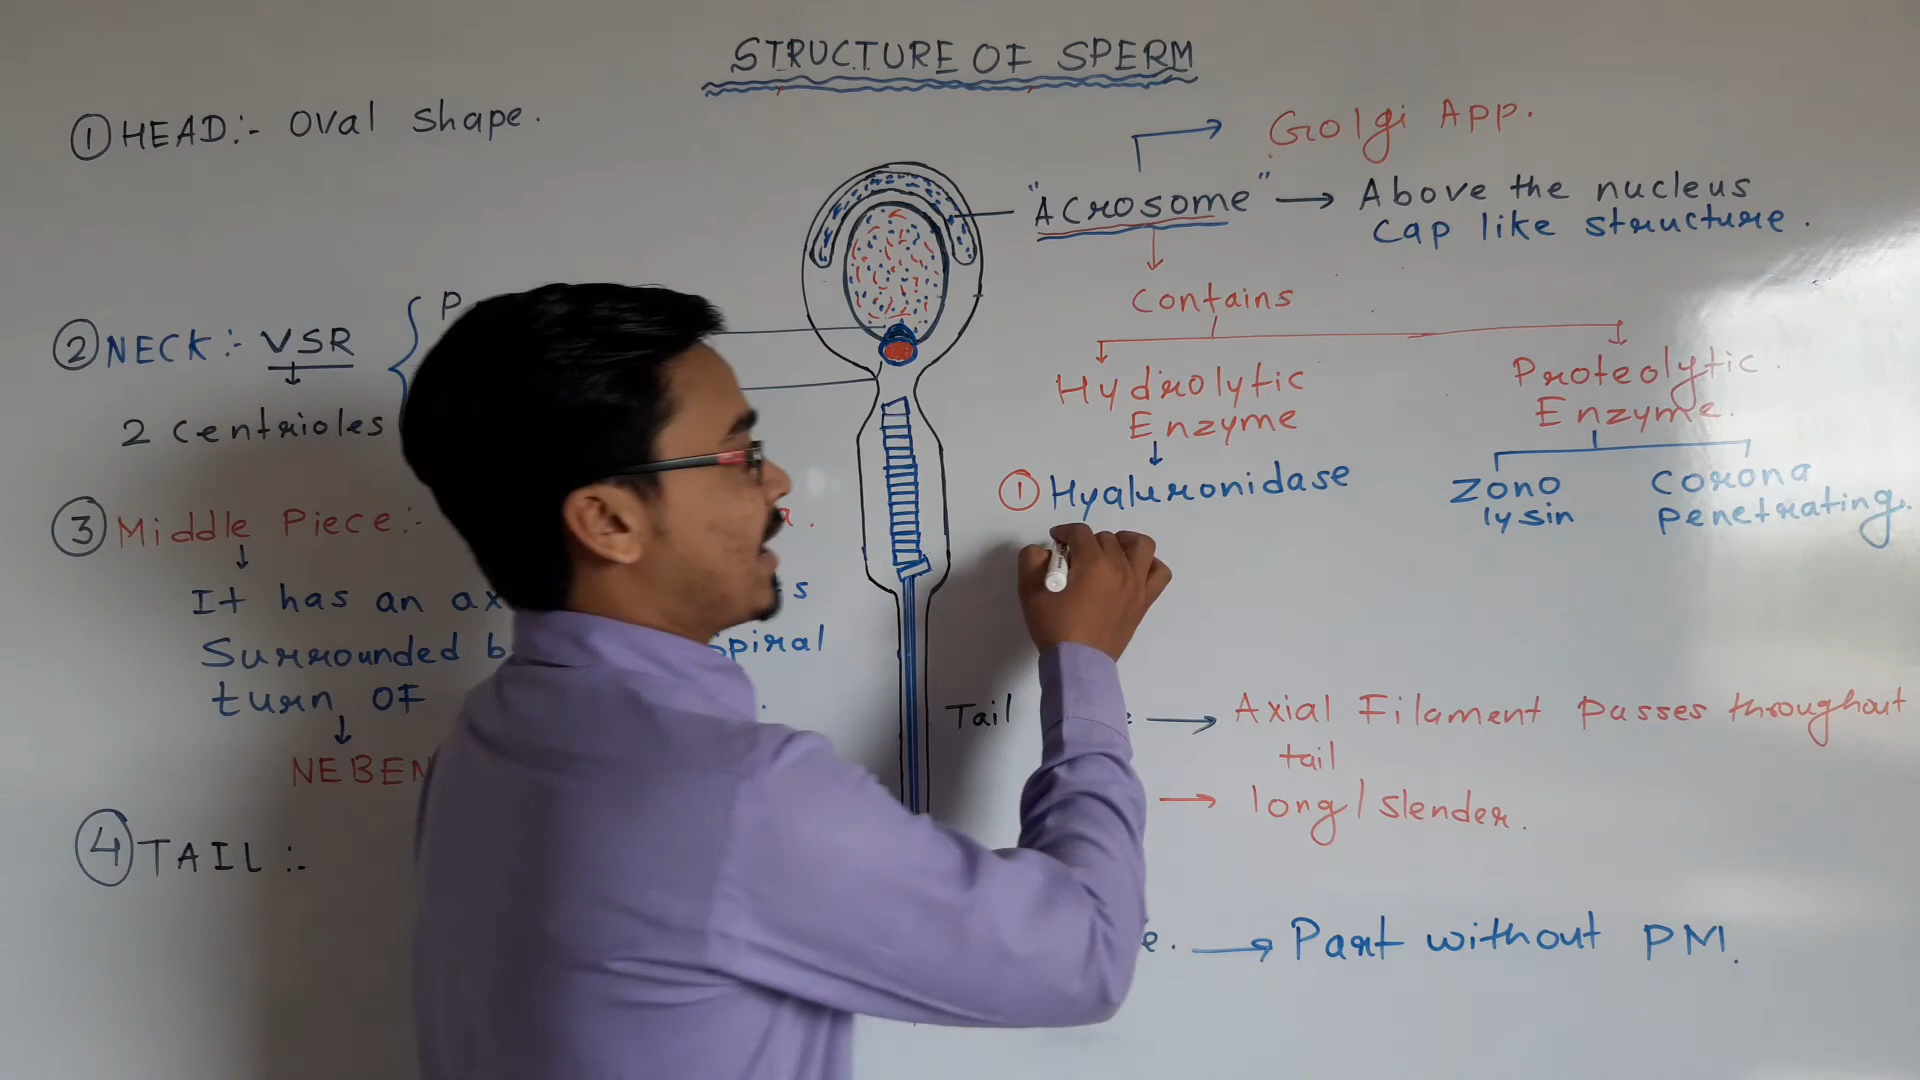 STRUCTURE OF SPERM
① HEAD:- Oval shape.
② NECK:- VSR
P
2 Centrioles
③ Middle Piece:-
a.
It has an ax
s
Surrounded b
spiral
turn OF
.
NEBEN
④ TAIL:-
Golgi App.
"Acrosome" → Above the nucleus
Cap like structure.
Contains
Hydrolytic
Enzyme
① Hyaluronidase
Proteolytic
Enzyme.
Zono
lysin
Corona
Penetrating.
Tail
: → Axial Filament Passes throughout
tail
→ long/slender.
e. → Part without PM.